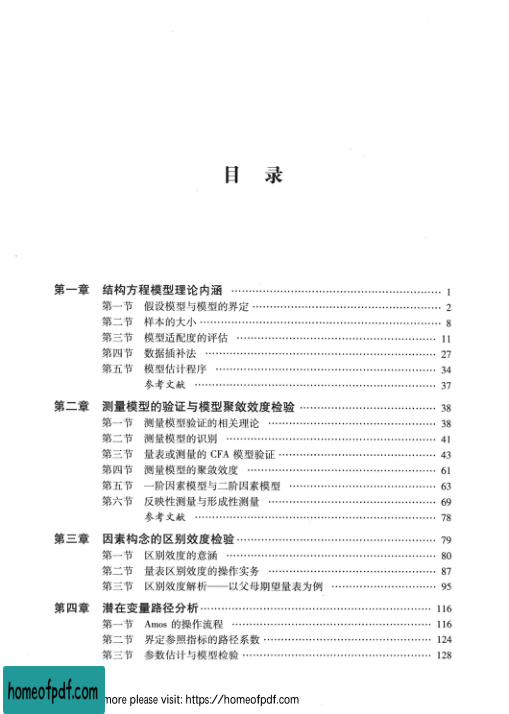 目 录
第一章 结构方程模型理论内涵 …… 1
第一节 假设模型与模型的界定 …… 2
第二节 样本的大小 …… 8
第三节 模型适配度的评估 …… 11
第四节 数据插补法 …… 27
第五节 模型估计程序 …… 34
参考文献 …… 37
第二章 测量模型的验证与模型聚敛效度检验 …… 38
第一节 测量模型验证的相关理论 …… 38
第二节 测量模型的识别 …… 41
第三节 量表或测量的 CFA 模型验证 …… 43
第四节 测量模型的聚敛效度 …… 61
第五节 一阶因素模型与二阶因素模型 …… 63
第六节 反映性测量与形成性测量 …… 69
参考文献 …… 78
第三章 因素构念的区别效度检验 …… 79
第一节 区别效度的意涵 …… 80
第二节 量表区别效度的操作实务 …… 87
第三节 区别效度解析——以父母期望量表为例 …… 95
第四章 潜在变量路径分析 …… 116
第一节 Amos 的操作流程 …… 116
第二节 界定参照指标的路径系数 …… 124
第三节 参数估计与模型检验 …… 128
homeofpdf.com
more please visit: https://homeofpdf.com